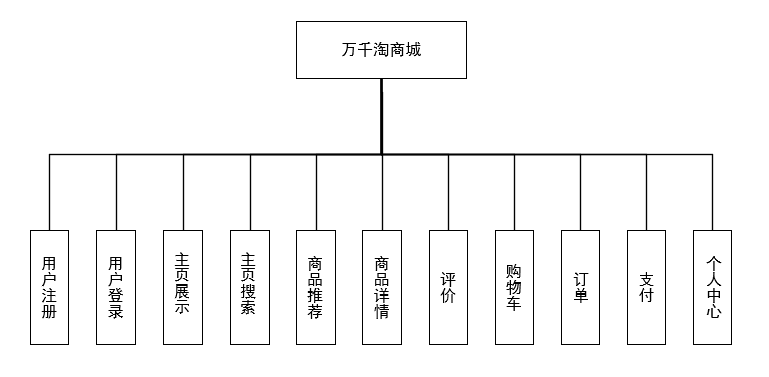 万千淘商城
用户注册
用户登录
主页展示
主页搜索
商品推荐
商品详情
评价
购物车
订单
支付
个人中心